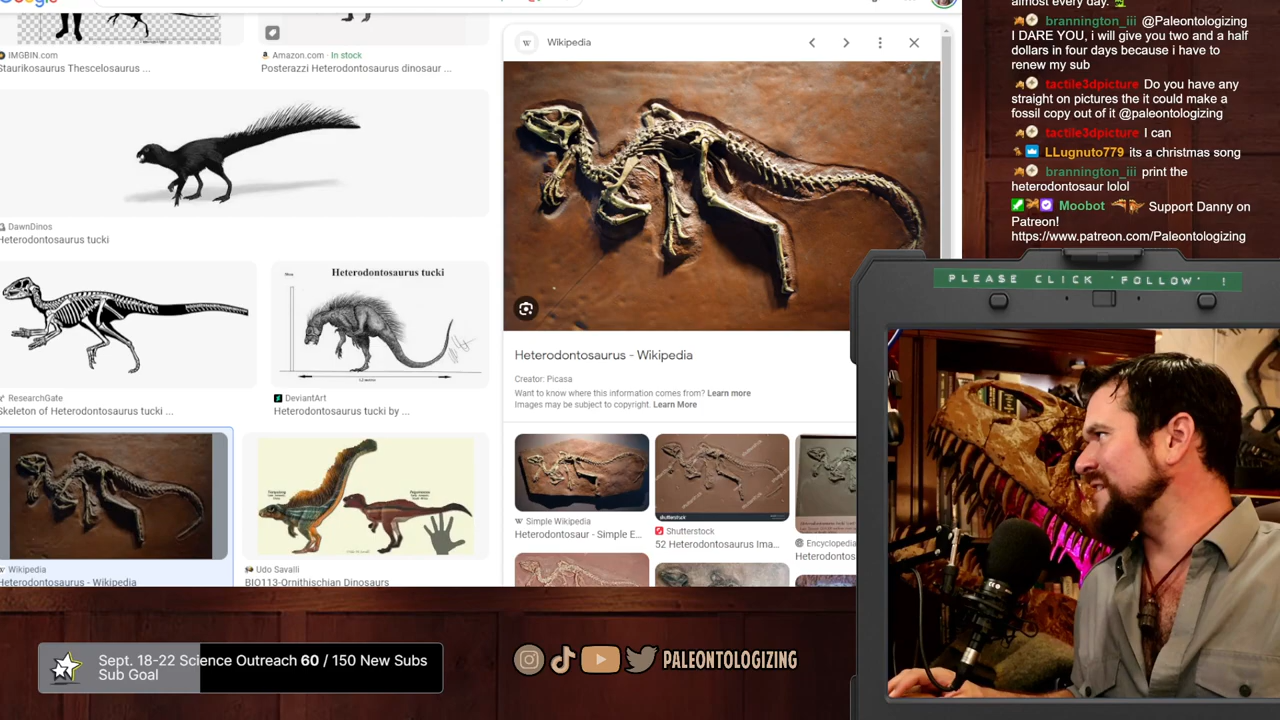 IMGBIN.com
Staurikosaurus Thescelosaurus ...
Amazon.com · In stock
Posterazzi Heterodontosaurus dinosaur ...
DawnDinos
Heterodontosaurus tucki
Heterodontosaurus tucki
ResearchGate
Skeleton of Heterodontosaurus tucki ...
DeviantArt
Heterodontosaurus tucki by ...
Wikipedia
Heterodontosaurus - Wikipedia
Udo Savalli
BIO113-Ornithischian Dinosaurs
W Wikipedia
Heterodontosaurus - Wikipedia
Creator: Picasa
Want to know where this information comes from? Learn more
Images may be subject to copyright. Learn More
W Simple Wikipedia
Heterodontosaur - Simple E...
Shutterstock
52 Heterodontosaurus Ima...
Encyclopedia
Heterodontos
almost every day.
brannington_iii @Paleontologizing
I DARE YOU, i will give you two and a half
dollars in four days because i have to
renew my sub
tactile3dpicture Do you have any
straight on pictures the it could make a
fossil copy out of it @paleontologizing
tactile3dpicture I can
LLugnuto779 its a christmas song
brannington_iii print the
heterodontosaur lolol
Moobot Support Danny on
Patreon!
https://www.patreon.com/Paleontologizing
PLEASE CLICK 'FOLLOW' !
Sept. 18-22 Science Outreach 60 / 150 New Subs
Sub Goal
PALEONTOLOGIZING